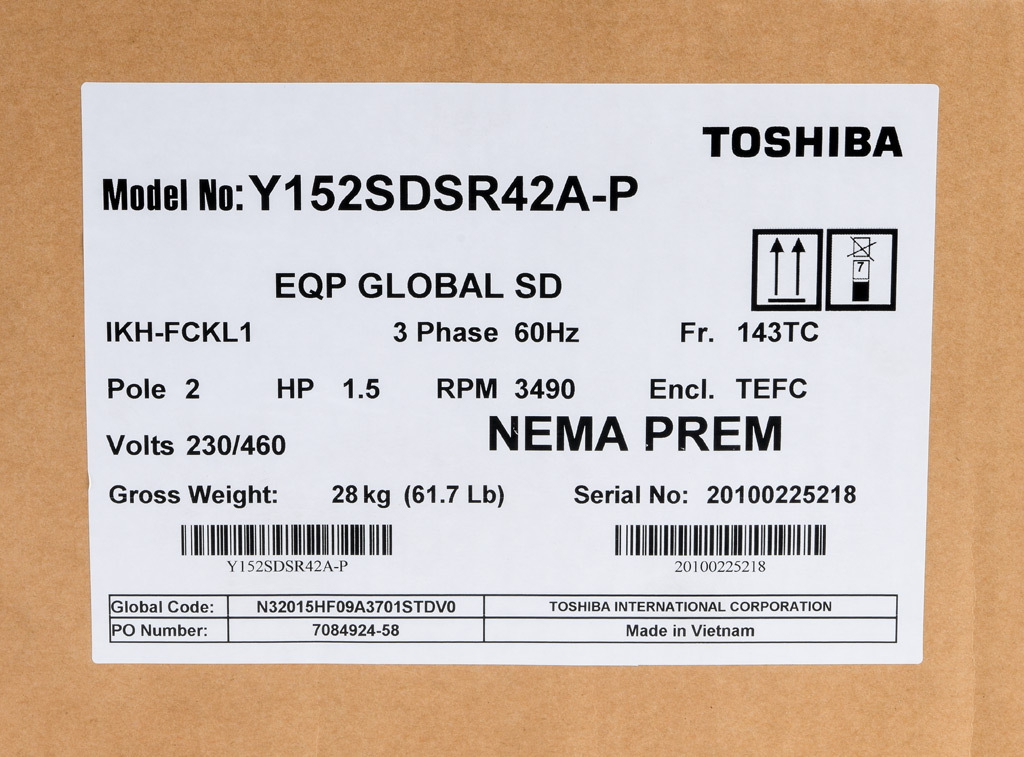 TOSHIBA
Model No: Y152SDSR42A-P
EQP GLOBAL SD
7
IKH-FCKL1 3 Phase 60Hz Fr. 143TC
Pole 2 HP 1.5 RPM 3490 Encl. TEFC
Volts 230/460 NEMA PREM
Gross Weight: 28 kg (61.7 Lb) Serial No: 20100225218
Y152SDSR42A-P 20100225218
Global Code: N32015HF09A3701STDV0 TOSHIBA INTERNATIONAL CORPORATION
PO Number: 7084924-58 Made in Vietnam